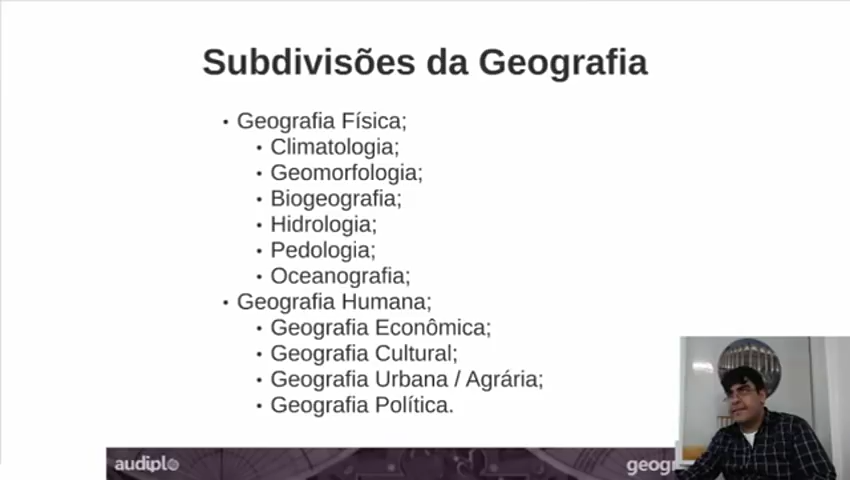 Subdivisões da Geografia
• Geografia Física;
• Climatologia;
• Geomorfologia;
• Biogeografia;
• Hidrologia;
• Pedologia;
• Oceanografia;
• Geografia Humana;
• Geografia Econômica;
• Geografia Cultural;
• Geografia Urbana / Agrária;
• Geografia Política.
audiplo
geogr